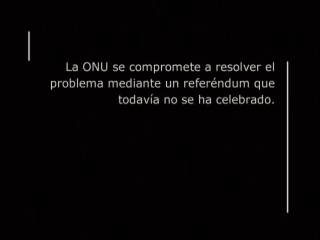 La ONU se compromete a resolver el
problema mediante un referéndum que
todavía no se ha celebrado.